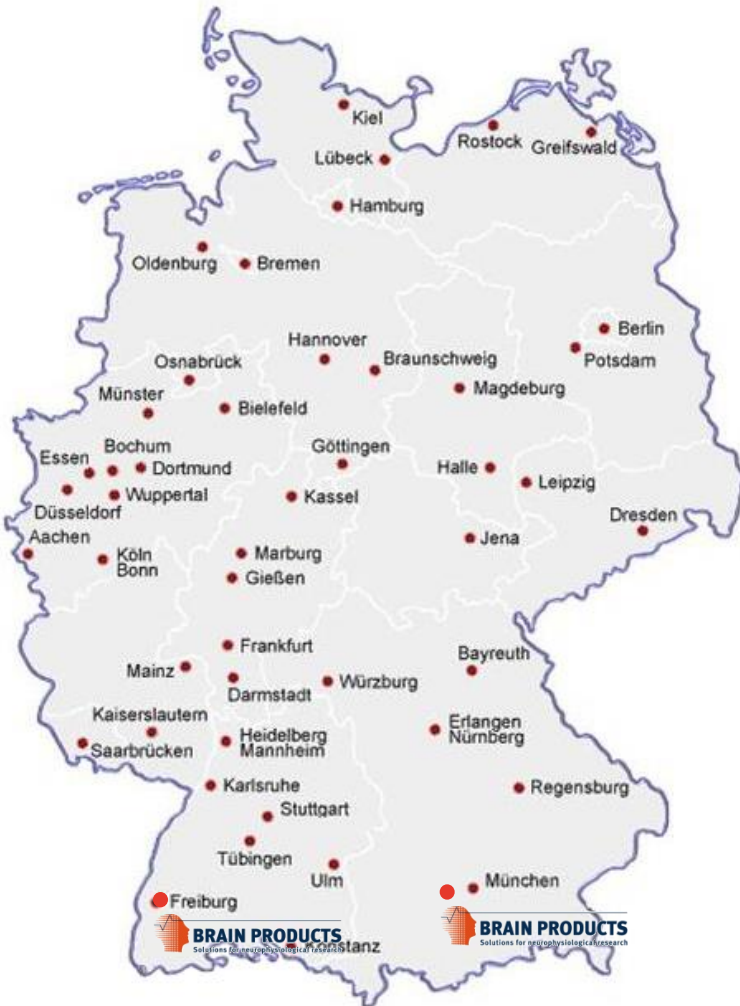 Kiel
Rostock
Greifswald
Lübeck
Hamburg
Oldenburg
Bremen
Berlin
Hannover
Potsdam
Osnabrück
Braunschweig
Magdeburg
Münster
Bielefeld
Essen
Bochum
Dortmund
Göttingen
Halle
Leipzig
Düsseldorf
Wuppertal
Kassel
Dresden
Aachen
Köln
Bonn
Marburg
Jena
Gießen
Frankfurt
Bayreuth
Mainz
Darmstadt
Würzburg
Kaiserslautern
Saarbrücken
Heidelberg
Mannheim
Erlangen
Nürnberg
Karlsruhe
Regensburg
Stuttgart
Tübingen
Ulm
München
Freiburg
BRAIN PRODUCTS
Solutions for neurophysiological research
Konstanz
BRAIN PRODUCTS
Solutions for neurophysiological research